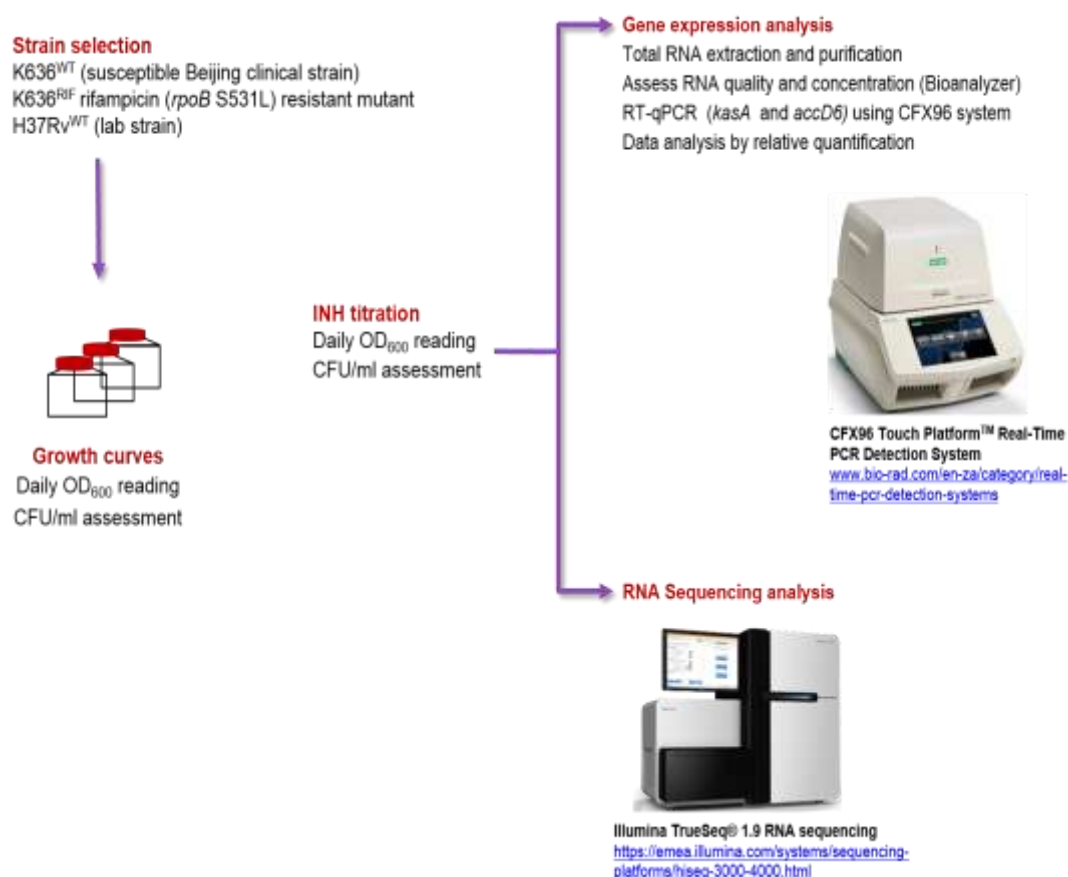 Strain selection
K636WT (susceptible Beijing clinical strain)
K636RIF rifampicin (rpoB S531L) resistant mutant
H37RvWT (lab strain)
Growth curves
Daily OD600 reading
CFU/ml assessment
INH titration
Daily OD600 reading
CFU/ml assessment
Gene expression analysis
Total RNA extraction and purification
Assess RNA quality and concentration (Bioanalyzer)
RT-qPCR (kasA and accD6) using CFX96 system
Data analysis by relative quantification
CFX96 Touch Platform™ Real-Time
PCR Detection System
www.bio-rad.com/en-za/category/real-
time-pcr-detection-systems
RNA Sequencing analysis
Illumina TrueSeq® 1.9 RNA sequencing
https://emea.illumina.com/systems/sequencing-
platforms/hiseq-3000-4000.html